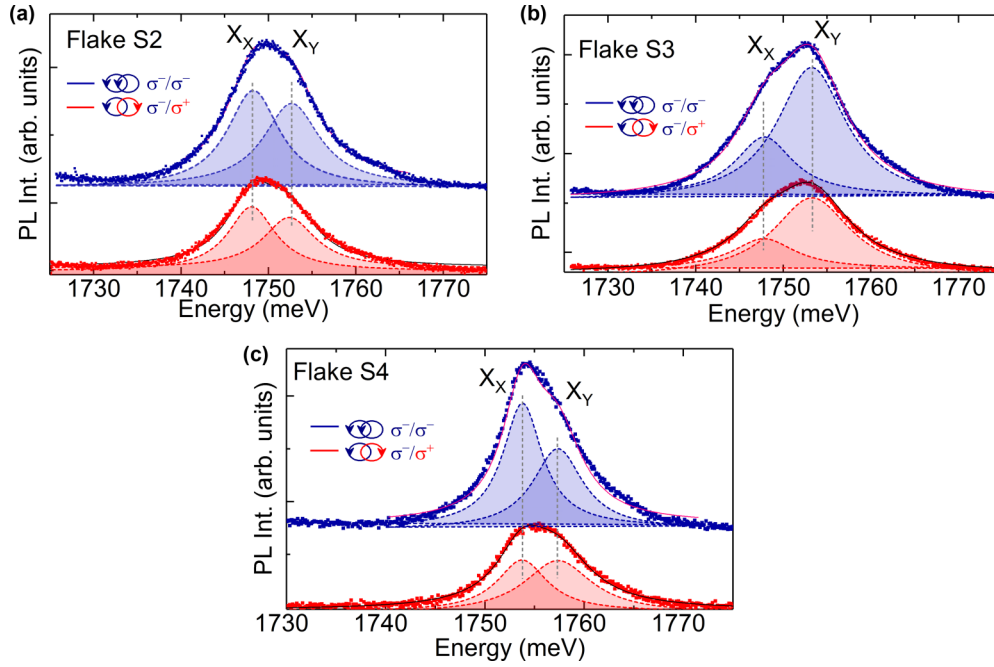 (a)
Flake S2
X_X X_Y
σ⁻/σ⁻
σ⁻/σ⁺
PL Int. (arb. units)
1730 1740 1750 1760 1770
Energy (meV)
(b)
Flake S3
X_X X_Y
σ⁻/σ⁻
σ⁻/σ⁺
PL Int. (arb. units)
1730 1740 1750 1760 1770
Energy (meV)
(c)
Flake S4
X_X X_Y
σ⁻/σ⁻
σ⁻/σ⁺
PL Int. (arb. units)
1730 1740 1750 1760 1770
Energy (meV)